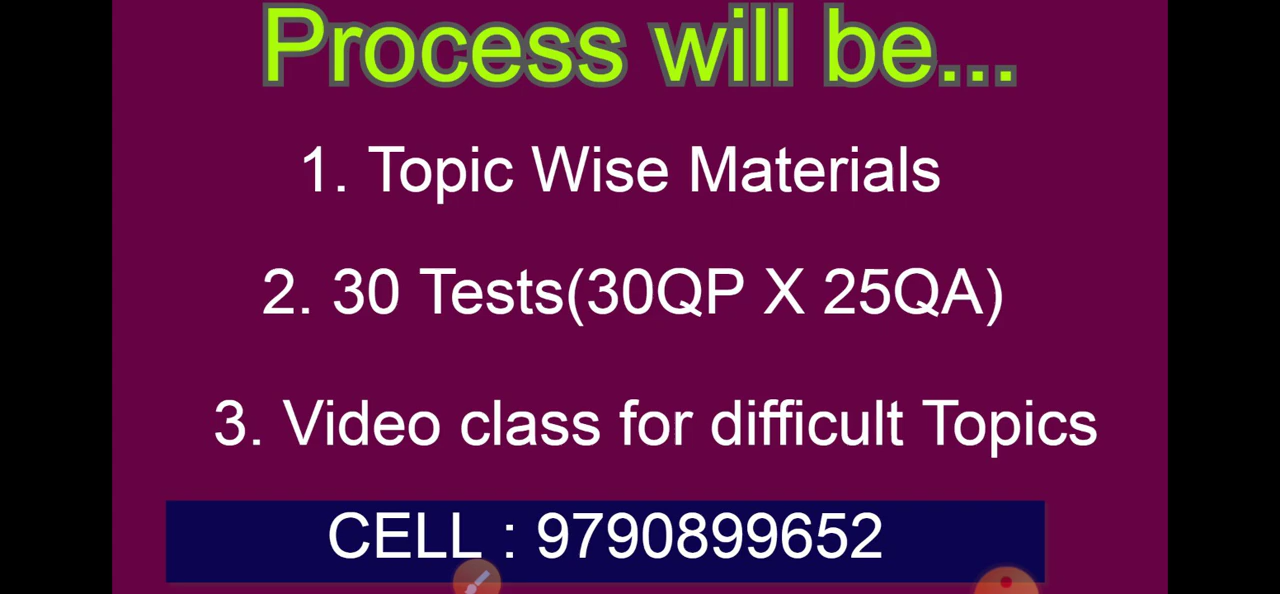 Process will be...
1. Topic Wise Materials
2. 30 Tests(30QP X 25QA)
3. Video class for difficult Topics
CELL : 9790899652